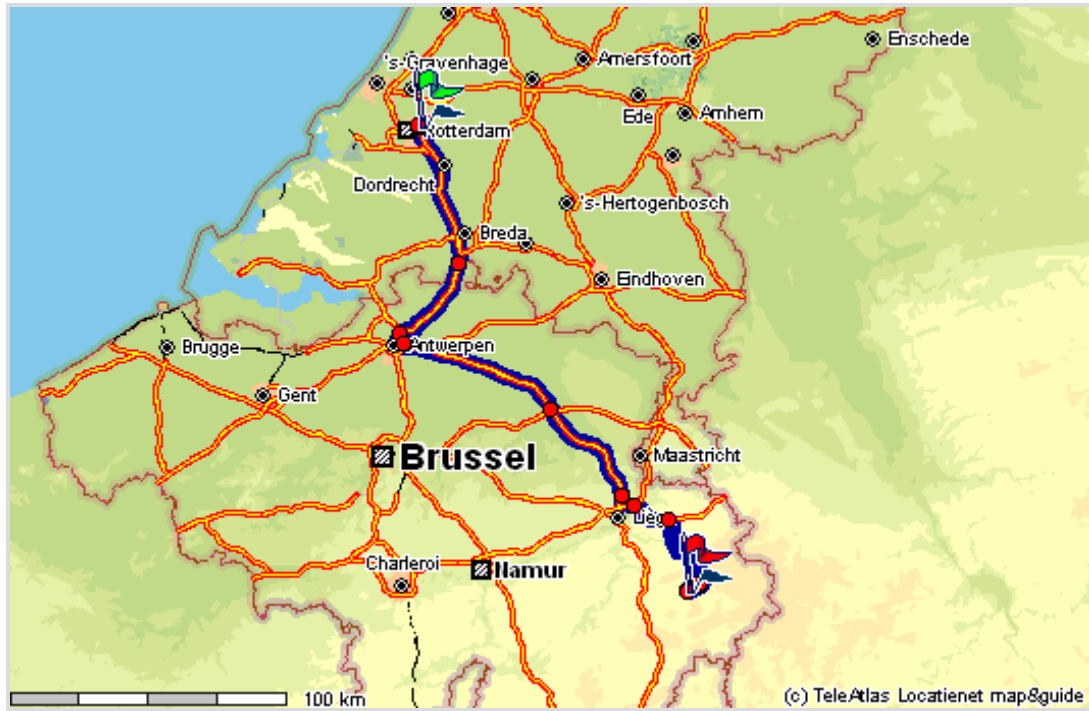 Enschede
's-Gravenhage
Amersfoort
Ede
Arnhem
Rotterdam
Dordrecht
's-Hertogenbosch
Breda
Eindhoven
Brugge
Antwerpen
Gent
Brussel
Maastricht
Charleroi
Namur
100 km
(c) TeleAtlas Locatienet map&guide